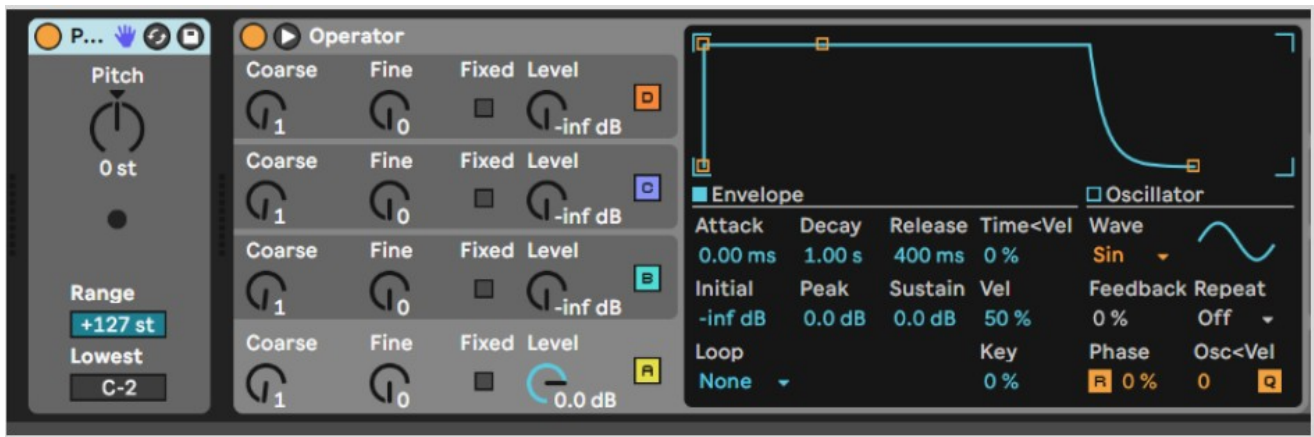 P...
Pitch
0 st
Range
+127 st
Lowest
C-2
Operator
Coarse Fine Fixed Level
1 0 -inf dB D
Coarse Fine Fixed Level
1 0 -inf dB C
Coarse Fine Fixed Level
1 0 -inf dB B
Coarse Fine Fixed Level
1 0 0.0 dB A
Envelope
Attack Decay Release Time<Vel
0.00 ms 1.00 s 400 ms 0 %
Initial Peak Sustain Vel
-inf dB 0.0 dB 0.0 dB 50 %
Loop Key
None 0 %
Oscillator
Wave
Sin
Feedback Repeat
0 % Off
Phase Osc<Vel
R 0 % 0 Q